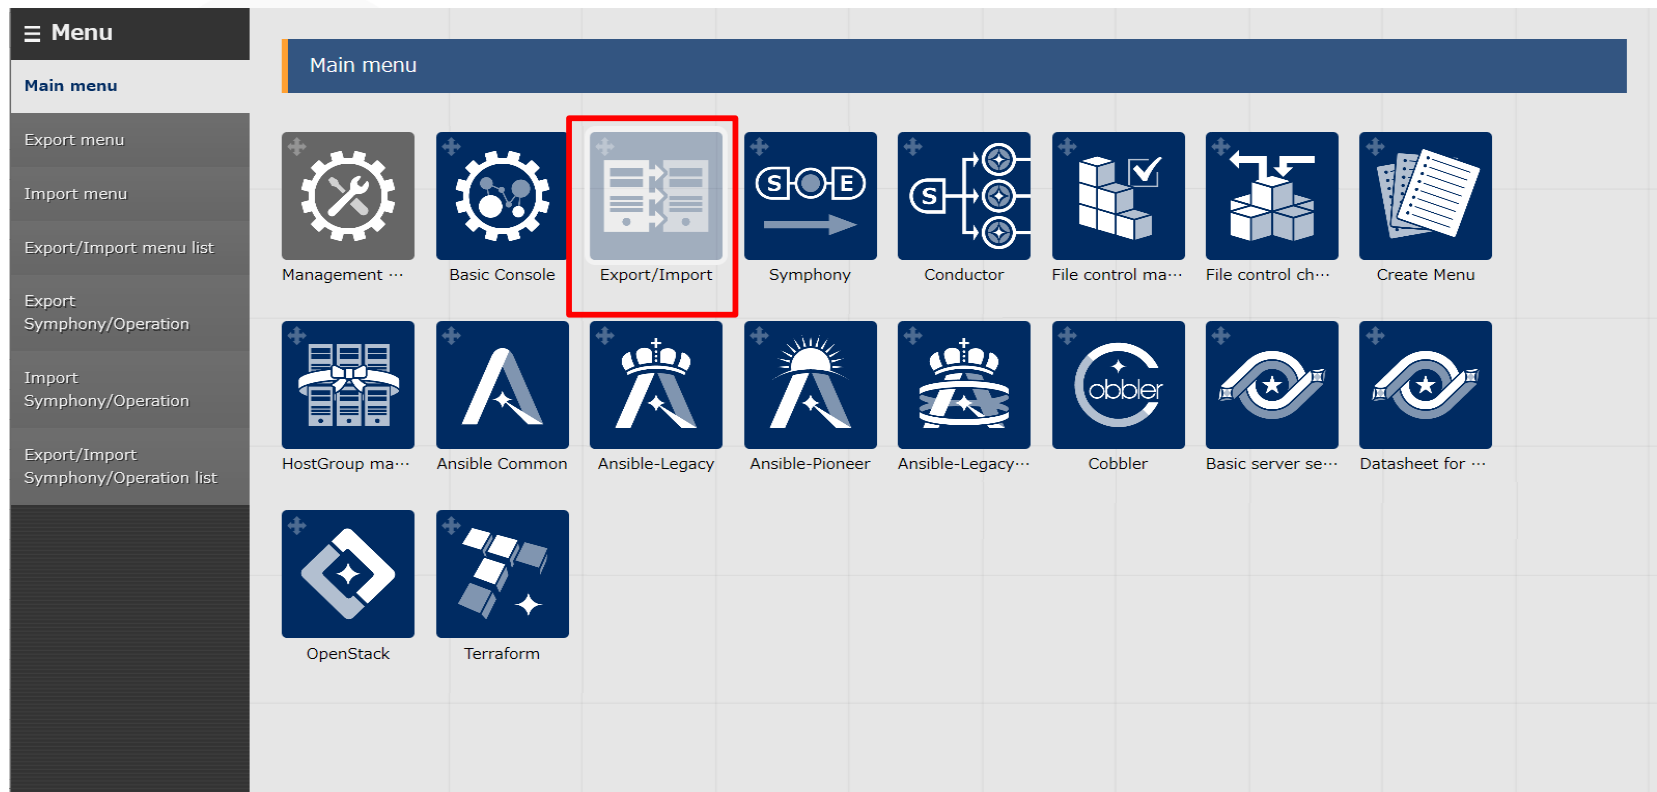 ☰ Menu
Main menu
Export menu
Import menu
Export/Import menu list
Export
Symphony/Operation
Import
Symphony/Operation
Export/Import
Symphony/Operation list
Main menu
S E
S
Management ···
Basic Console
Export/Import
Symphony
Conductor
File control ma···
File control ch···
Create Menu
obbler
HostGroup ma···
Ansible Common
Ansible-Legacy
Ansible-Pioneer
Ansible-Legacy···
Cobbler
Basic server se···
Datasheet for ···
OpenStack
Terraform